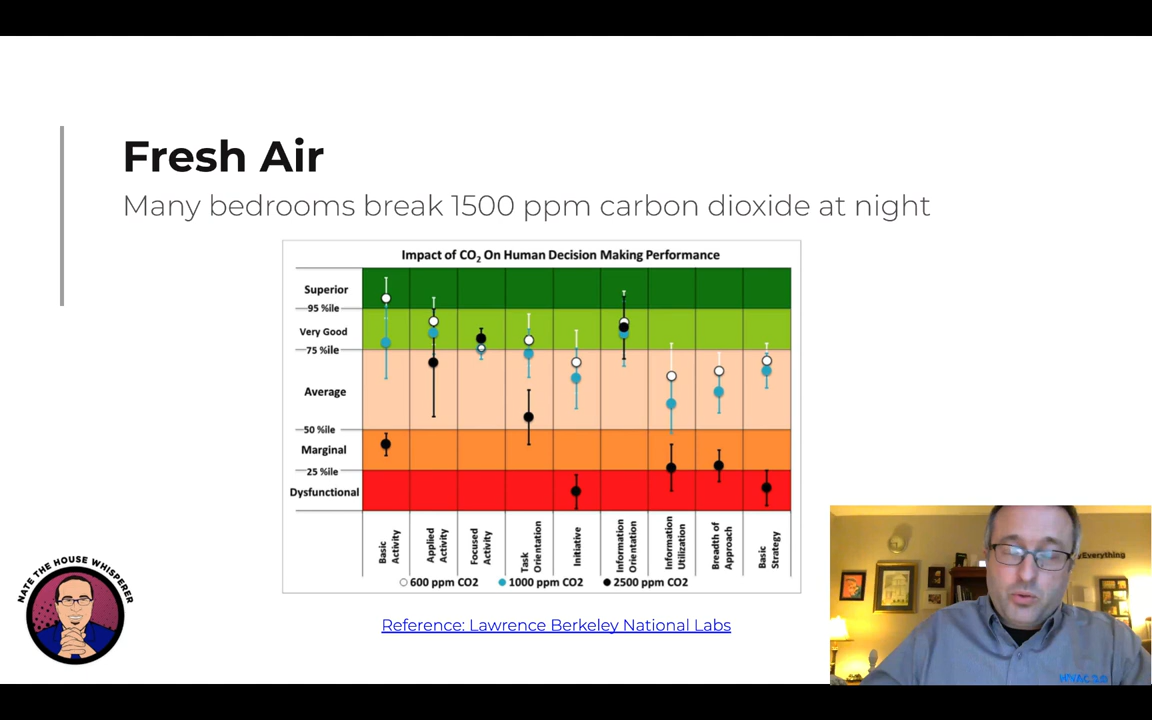 Fresh Air
Many bedrooms break 1500 ppm carbon dioxide at night
Impact of CO₂ On Human Decision Making Performance
Superior
95 %ile
Very Good
75 %ile
Average
50 %ile
Marginal
25 %ile
Dysfunctional
Basic
Activity
Applied
Activity
Focused
Activity
Task
Orientation
Initiative
Information
Orientation
Information
Utilization
Breadth of
Approach
Basic
Strategy
600 ppm CO2 1000 ppm CO2 2500 ppm CO2
Reference: Lawrence Berkeley National Labs
NATE THE HOUSE WHISPERER
#Everything